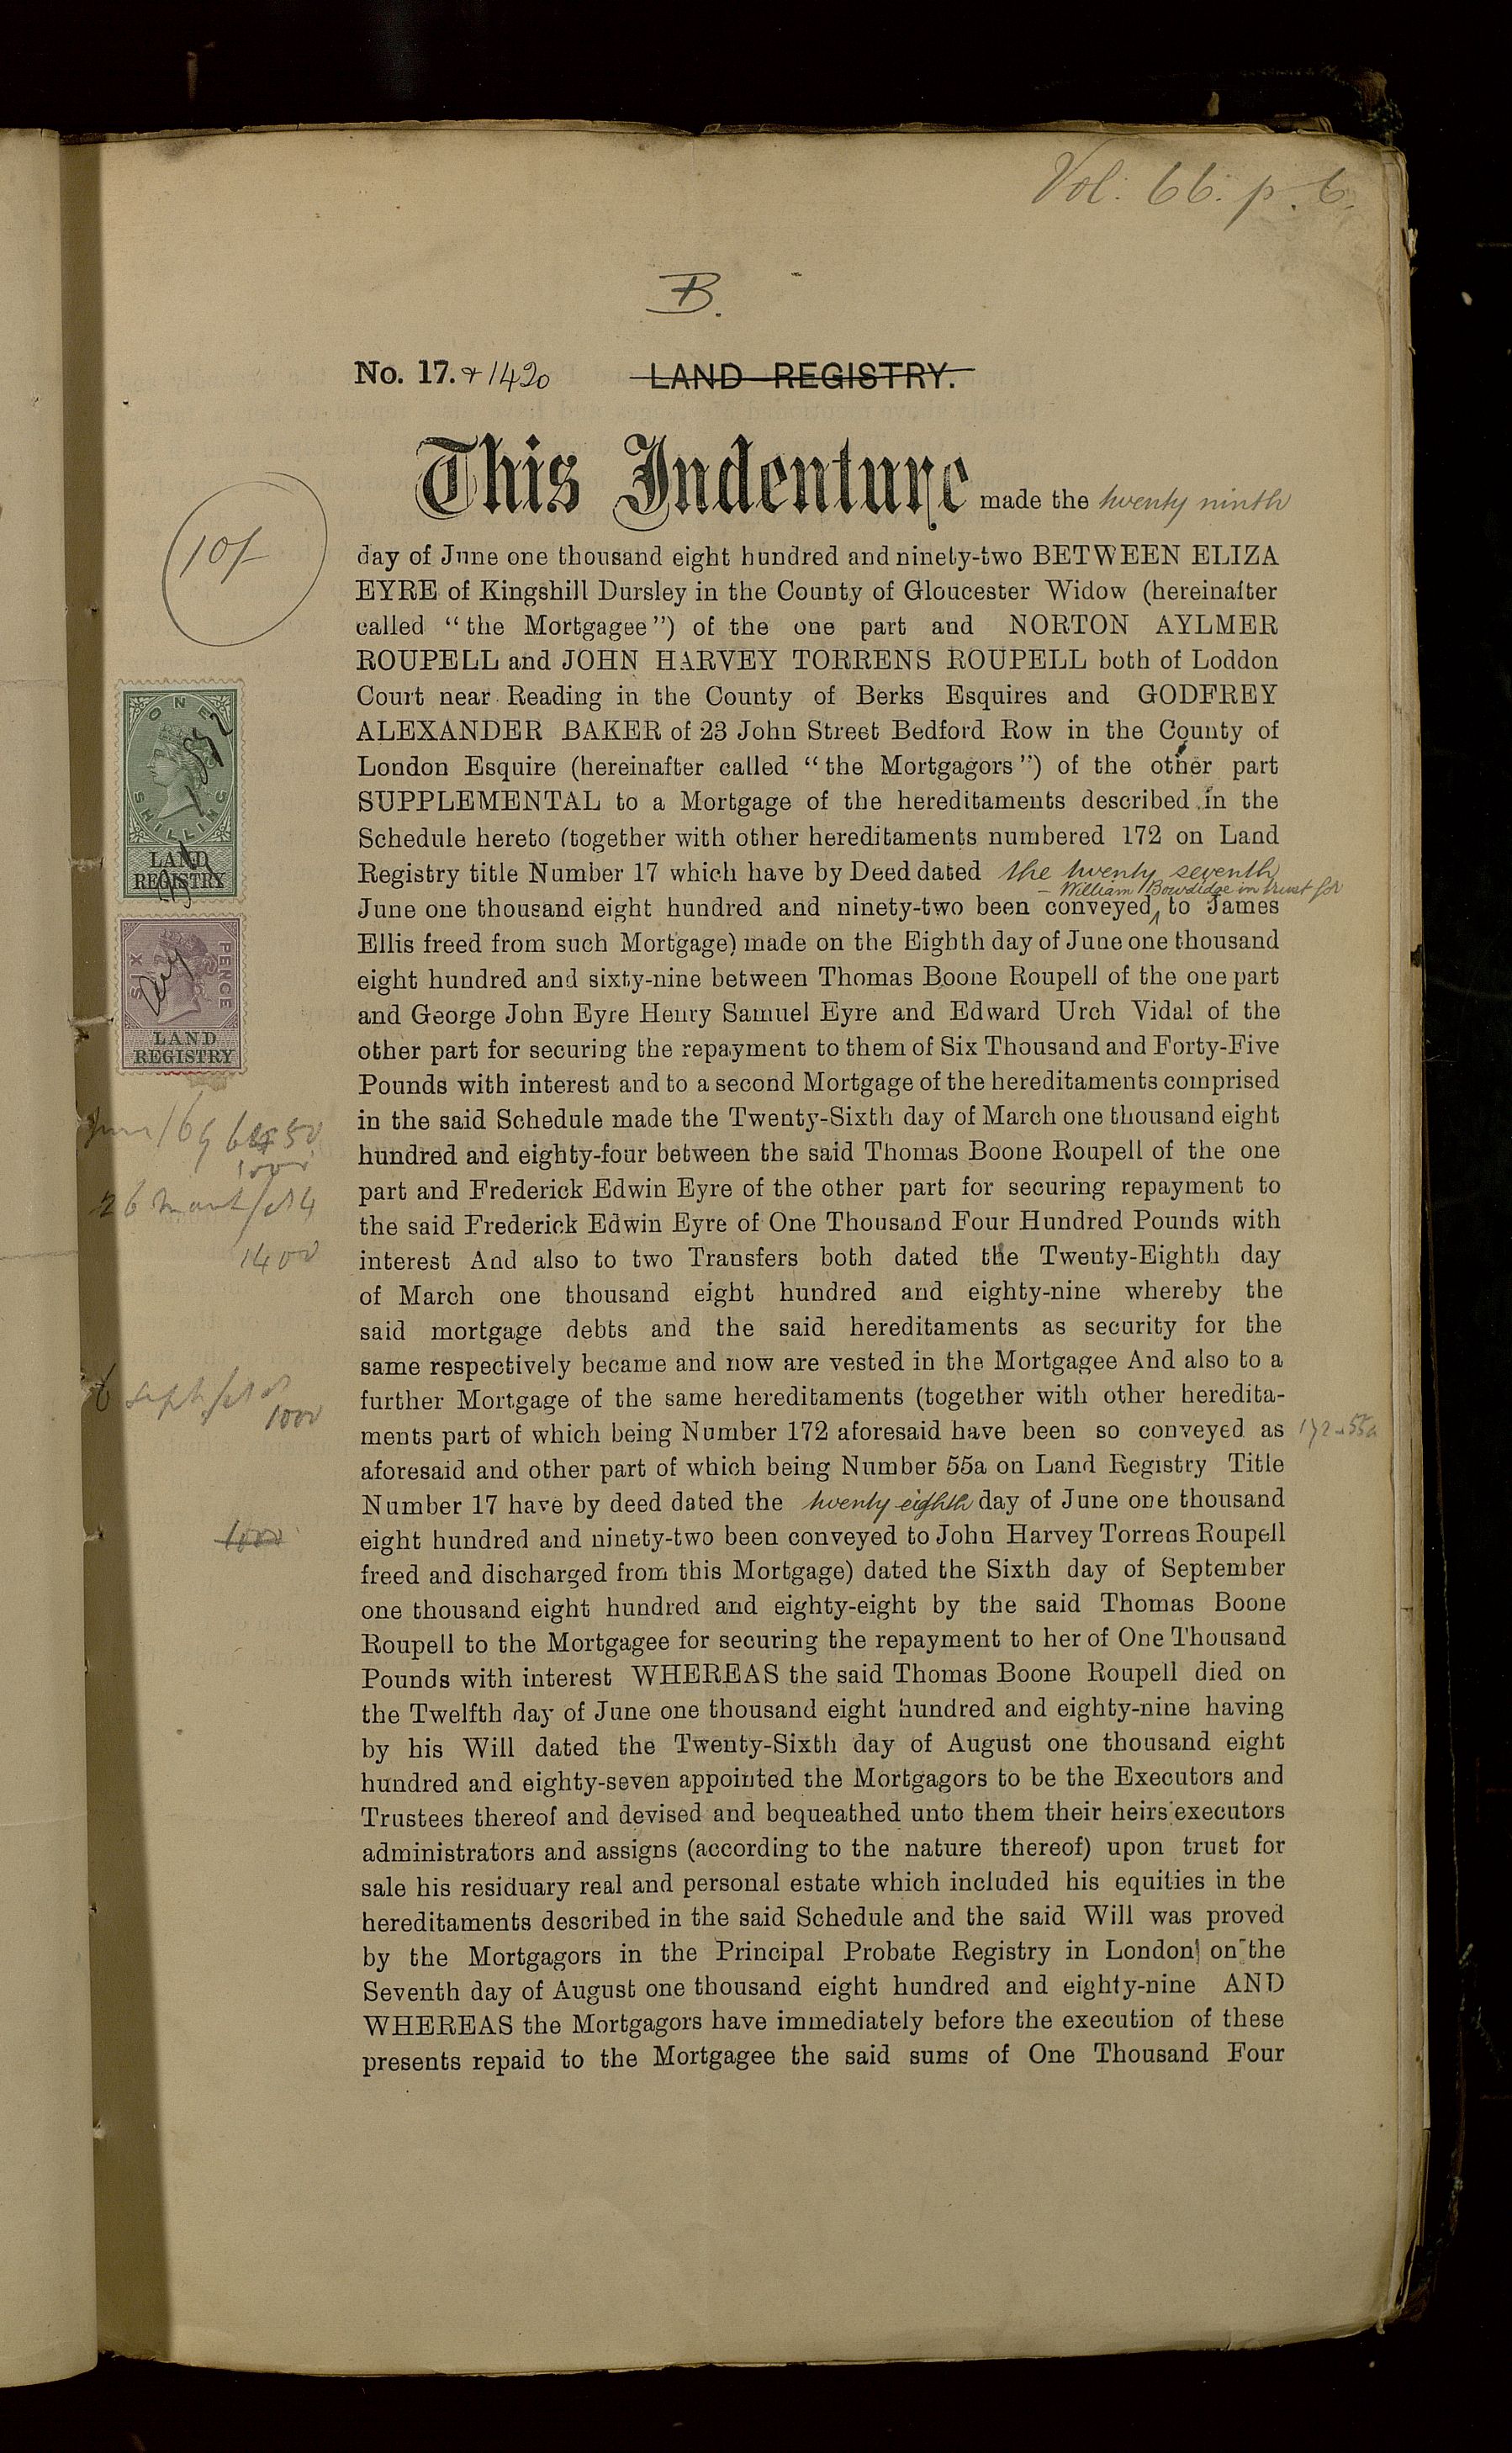 Vol: 66. p. 6.
B.
No. 17. & 1420 LAND REGISTRY.
This Indenture made the twenty ninth
10/-
day of June one thousand eight hundred and ninety-two BETWEEN ELIZA
EYRE of Kingshill Dursley in the County of Gloucester Widow (hereinafter
called “the Mortgagee”) of the one part and NORTON AYLMER
ROUPELL and JOHN HARVEY TORRENS ROUPELL both of Loddon
Court near Reading in the County of Berks Esquires and GODFREY
ALEXANDER BAKER of 23 John Street Bedford Row in the County of
London Esquire (hereinafter called “the Mortgagors”) of the other part
SUPPLEMENTAL to a Mortgage of the hereditaments described in the
Schedule hereto (together with other hereditaments numbered 172 on Land
Registry title Number 17 which have by Deed dated the twenty seventh
William Bowdidge in trust for
June one thousand eight hundred and ninety-two been conveyed to James
Ellis freed from such Mortgage) made on the Eighth day of June one thousand
eight hundred and sixty-nine between Thomas Boone Roupell of the one part
and George John Eyre Henry Samuel Eyre and Edward Urch Vidal of the
other part for securing the repayment to them of Six Thousand and Forty-Five
Pounds with interest and to a second Mortgage of the hereditaments comprised
in the said Schedule made the Twenty-Sixth day of March one thousand eight
hundred and eighty-four between the said Thomas Boone Roupell of the one
part and Frederick Edwin Eyre of the other part for securing repayment to
the said Frederick Edwin Eyre of One Thousand Four Hundred Pounds with
interest And also to two Transfers both dated the Twenty-Eighth day
of March one thousand eight hundred and eighty-nine whereby the
said mortgage debts and the said hereditaments as security for the
same respectively became and now are vested in the Mortgagee And also to a
further Mortgage of the same hereditaments (together with other heredita-
ments part of which being Number 172 aforesaid have been so conveyed as
aforesaid and other part of which being Number 55a on Land Registry Title
Number 17 have by deed dated the twenty eighth day of June one thousand
eight hundred and ninety-two been conveyed to John Harvey Torrens Roupell
freed and discharged from this Mortgage) dated the Sixth day of September
one thousand eight hundred and eighty-eight by the said Thomas Boone
Roupell to the Mortgagee for securing the repayment to her of One Thousand
Pounds with interest WHEREAS the said Thomas Boone Roupell died on
the Twelfth day of June one thousand eight hundred and eighty-nine having
by his Will dated the Twenty-Sixth day of August one thousand eight
hundred and eighty-seven appointed the Mortgagors to be the Executors and
Trustees thereof and devised and bequeathed unto them their heirs executors
administrators and assigns (according to the nature thereof) upon trust for
sale his residuary real and personal estate which included his equities in the
hereditaments described in the said Schedule and the said Will was proved
by the Mortgagors in the Principal Probate Registry in London on the
Seventh day of August one thousand eight hundred and eighty-nine AND
WHEREAS the Mortgagors have immediately before the execution of these
presents repaid to the Mortgagee the said sums of One Thousand Four
ONE
SHILLING
LAND
REGISTRY
SIX
PENCE
LAND
REGISTRY
1000
26 March/84
1400
6 Sept/88
1000
1000
172 55a